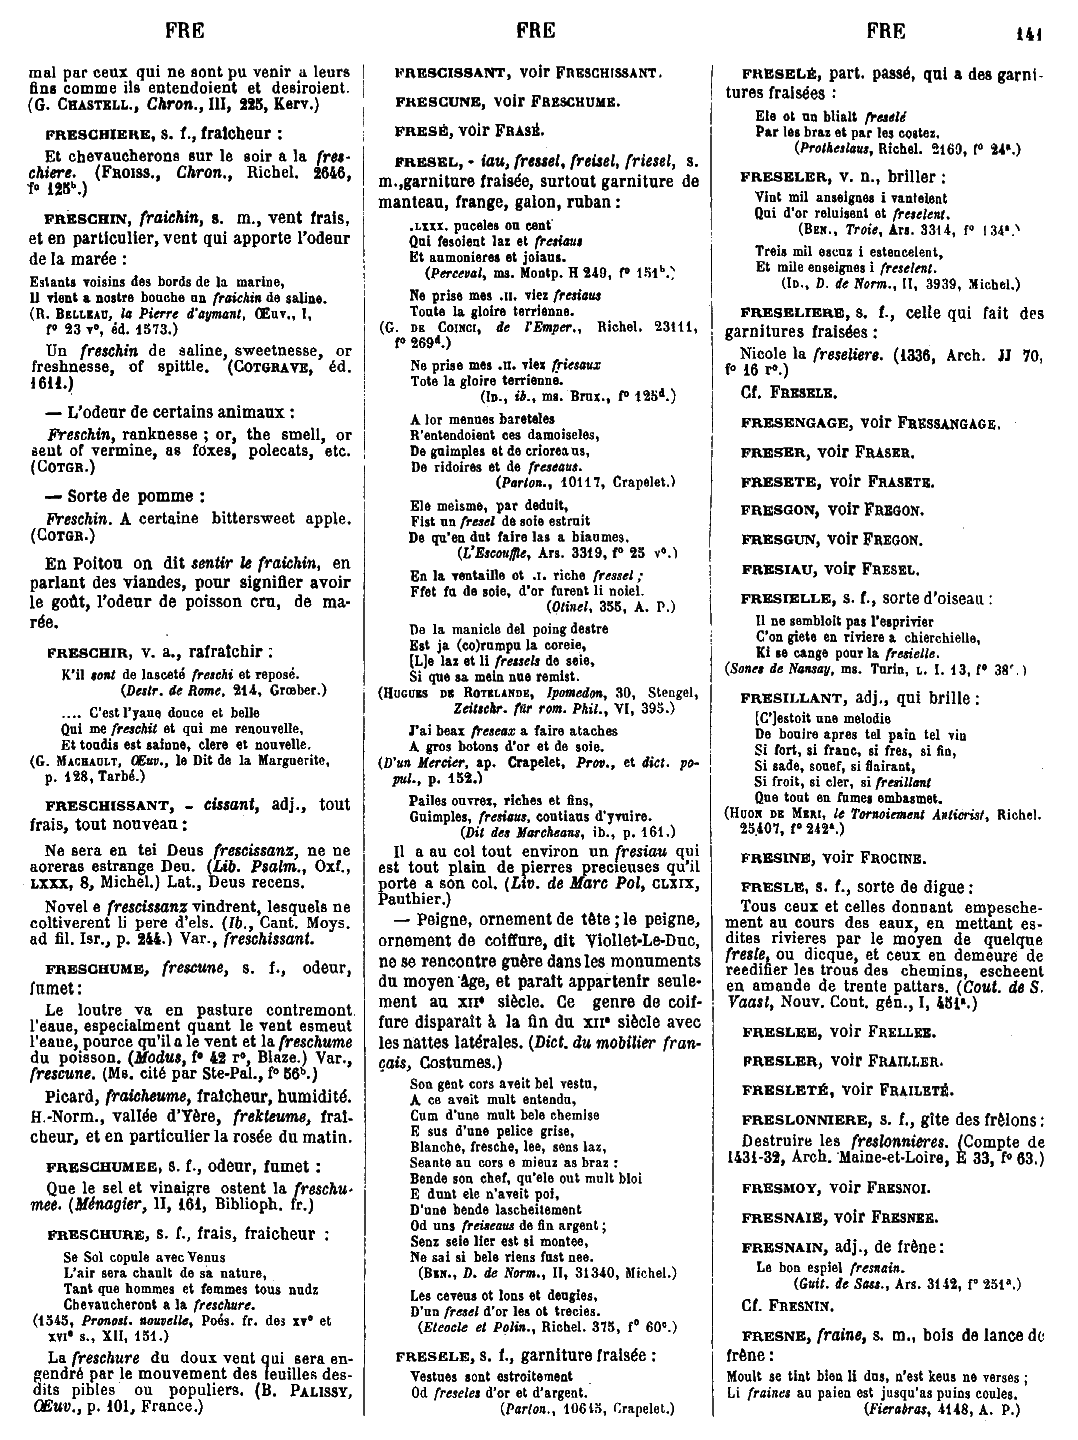 FRE
FRE
FRE
141
mal par ceux qui ne sont pu venir a leurs
fins comme ils entendoient et desiroient.
(G. CHASTELL., Chron., III, 225, Kerv.)
FRESCHIERE, s. f., fraîcheur :
Et chevaucherons sur le soir a la fres-
chiere. (FROISS., Chron., Richel. 2646,
f° 125ᵇ.)
FRESCHIN, fraichin, s. m., vent frais,
et en particulier, vent qui apporte l'odeur
de la marée :
Estants voisins des bords de la marine,
Il vient a nostre bouche un fraichin de saline.
(R. BELLEAU, la Pierre d'aymant, Œuv., I,
f° 23 v°, éd. 1573.)
Un freschin de saline, sweetnesse, or
freshnesse, of spittle. (COTGRAVE, éd.
1611.)
— L'odeur de certains animaux :
Freschin, ranknesse ; or, the smell, or
sent of vermine, as foxes, polecats, etc.
(COTGR.)
— Sorte de pomme :
Freschin. A certaine bittersweet apple.
(COTGR.)
En Poitou on dit sentir le fraichin, en
parlant des viandes, pour signifier avoir
le goût, l'odeur de poisson cru, de ma-
rée.
FRESCHIR, v. a., rafraîchir :
K'il sont de lasceté freschi et reposé.
(Destr. de Rome, 214, Grœber.)
.... C'est l'yaue douce et belle
Qui me freschit et qui me renouvelle,
Et toudis est sainne, clere et nouvelle.
(G. MACHAULT, Œuv., le Dit de la Marguerite,
p. 128, Tarbé.)
FRESCHISSANT, - cissant, adj., tout
frais, tout nouveau :
Ne sera en tei Deus frescissanz, ne ne
aoreras estrange Deu. (Lib. Psalm., Oxf.,
LXXX, 8, Michel.) Lat., Deus recens.
Novel e frescissanz vindrent, lesquels ne
coltiverent li pere d'els. (Ib., Cant. Moys.
ad fil. Isr., p. 244.) Var., freschissant.
FRESCHUME, frescune, s. f., odeur,
fumet :
Le loutre va en pasture contremont
l'eaue, especialment quant le vent esmeut
l'eaue, pource qu'il a le vent et la freschume
du poisson. (Modus, f° 42 r°, Blaze.) Var.,
frescune. (Ms. cité par Ste-Pal., f° 56ᵇ.)
Picard, fraicheume, fraîcheur, humidité.
H.-Norm., vallée d'Yère, frekteume, fraî-
cheur, et en particulier la rosée du matin.
FRESCHUMEE, s. f., odeur, fumet :
Que le sel et vinaigre ostent la freschu-
mee. (Ménagier, II, 161, Biblioph. fr.)
FRESCHURE, s. f., frais, fraicheur :
Se Sol copule avec Venus
L'air sera chault de sa nature,
Tant que hommes et femmes tous nudz
Chevaucheront a la freschure.
(1545, Pronost. nouvelle, Poés. fr. des XVᵉ et
XVIᵉ s., XII, 151.)
La freschure du doux vent qui sera en-
gendré par le mouvement des feuilles des-
dits pibles ou populiers. (B. PALISSY,
Œuv., p. 101, France.)
FRESCISSANT, voir FRESCHISSANT.
FRESCUNE, voir FRESCHUME.
FRESÉ, voir FRASÉ.
FRESEL, - iau, fressel, freisel, friesel, s.
m., garniture fraisée, surtout garniture de
manteau, frange, galon, ruban :
.LXXX. puceles ou cent
Qui fesoient laz et fresiaus
Et aumonieres et joiaus.
(Perceval, ms. Montp. H 249, f° 151ᵇ.)
Ne prise mes .II. viez fresiaus
Toute la gloire terrienne.
(G. DE COINCI, de l'Emper., Richel. 23111,
f° 269ᵈ.)
Ne prise mes .II. viez friesaux
Tote la gloire terrienne.
(ID., ib., ms. Brux., f° 125ᵈ.)
A lor menues bareteles
R'entendoient ces damoiseles,
De guimples et de crioreaus,
De ridoires et de freseaus.
(Parton., 10117, Crapelet.)
Ele meisme, par deduit,
Fist un fresel de soie estruit
De qu'en dut faire las a biaumes.
(L'Escouffle, Ars. 3319, f° 25 v°.)
En la ventaille ot .I. riche fressel ;
Ffet fu de soie, d'or furent li noiel.
(Otinel, 355, A. P.)
De la manicle del poing destre
Est ja (co)rumpu la coreie,
[L]e laz et li fressels de seie,
Si que sa mein nue remist.
(HUGUES DE ROTELANDE, Ipomedon, 30, Stengel,
Zeitschr. für rom. Phil., VI, 395.)
J'ai beax freseax a faire ataches
A gros botons d'or et de soie.
(D'un Mercier, ap. Crapelet, Prov., et dict. po-
pul., p. 152.)
Pailes ouvrez, riches et fins,
Guimples, fresiaus, coutiaus d'yvuire.
(Dit des Marcheans, ib., p. 161.)
Il a au col tout environ un fresiau qui
est tout plain de pierres precieuses qu'il
porte a son col. (Liv. de Marc Pol, CLIX,
Pauthier.)
— Peigne, ornement de tête ; le peigne,
ornement de coiffure, dit Viollet-Le-Duc,
ne se rencontre guère dans les monuments
du moyen âge, et paraît appartenir seule-
ment au XIIᵉ siècle. Ce genre de coif-
fure disparaît à la fin du XIIᵉ siècle avec
les nattes latérales. (Dict. du mobilier fran-
çais, Costumes.)
Son gent cors aveit bel vestu,
A ce aveit mult entendu,
Cum d'une mult bele chemise
E sus d'une pelice grise,
Blanche, fresche, lee, sens laz,
Seante au cors e mieuz as braz :
Bende son chef, qu'ele out mult bloi
E dunt ele n'aveit poi,
D'une bende lascheitement
Od uns freiseaus de fin argent ;
Senz seie lier est si montee,
Ne sai si bele riens fust nee.
(BEN., D. de Norm., II, 31340, Michel.)
Les ceveus ot lons et deugies,
D'un fresel d'or les ot trecies.
(Eteocle et Polin., Richel. 375, f° 60ᶜ.)
FRESELE, s. f., garniture fraisée :
Vestues sont estroitement
Od freseles d'or et d'argent.
(Parton., 10615, Crapelet.)
FRESELÉ, part. passé, qui a des garni-
tures fraisées :
Ele ot un blialt freselé
Par les braz et par les costez.
(Protheslaus, Richel. 2169, f° 24ᵃ.)
FRESELER, v. n., briller :
Vint mil anseignes i vantelent
Qui d'or reluisent et freselent.
(BEN., Troie, Ars. 3314, f° 134ᵃ.)
Treis mil escuz i estencelent,
Et mile enseignes i freselent.
(ID., D. de Norm., II, 3939, Michel.)
FRESELIERE, s. f., celle qui fait des
garnitures fraisées :
Nicole la freseliere. (1336, Arch. JJ 70,
f° 16 r°.)
Cf. FRESELE.
FRESENGAGE, voir FRESSANGAGE.
FRESER, voir FRASER.
FRESETE, voir FRASETE.
FRESGON, voir FREGON.
FRESGUN, voir FREGON.
FRESIAU, voir FRESEL.
FRESIELLE, s. f., sorte d'oiseau :
Il ne sembloit pas l'esprivier
C'on giete en riviere a chierchielle,
Ki se cange pour la fresielle.
(Sones de Nansay, ms. Turin, L. I. 13, f° 38ʳ.)
FRESILLANT, adj., qui brille :
[C']estoit une melodie
De bouire apres tel pain tel vin
Si fort, si franc, si fres, si fin,
Si sade, souef, si flairant,
Si froit, si cler, si fresillant
Que tout en fumes embasmet.
(HUON DE MERI, le Tornoiement Anticrist, Richel.
25407, f° 242ᵃ.)
FRESINE, voir FROCINE.
FRESLE, s. f., sorte de digue :
Tous ceux et celles donnant empesche-
ment au cours des eaux, en mettant es-
dites rivieres par le moyen de quelque
fresle, ou dicque, et ceux en demeure de
reedifier les trous des chemins, escheent
en amande de trente pattars. (Cout. de S.
Vaast, Nouv. Cout. gén., I, 451ᵃ.)
FRESLEE, voir FRELLEE.
FRESLER, voir FRAILLER.
FRESLETÉ, voir FRAILETÉ.
FRESLONNIERE, s. f., gîte des frêlons :
Destruire les freslonnieres. (Compte de
1431-32, Arch. Maine-et-Loire, E 33, f° 63.)
FRESMOY, voir FRESNOI.
FRESNAIE, voir FRESNEE.
FRESNAIN, adj., de frêne :
Le bon espiel fresnain.
(Guit. de Sass., Ars. 3142, f° 251ᵃ.)
Cf. FRESNIN.
FRESNE, fraine, s. m., bois de lance de
frêne :
Moult se tint bien li dus, n'est keus ne verses ;
Li fraines au paien est jusqu'as puins coules.
(Fierabras, 4148, A. P.)